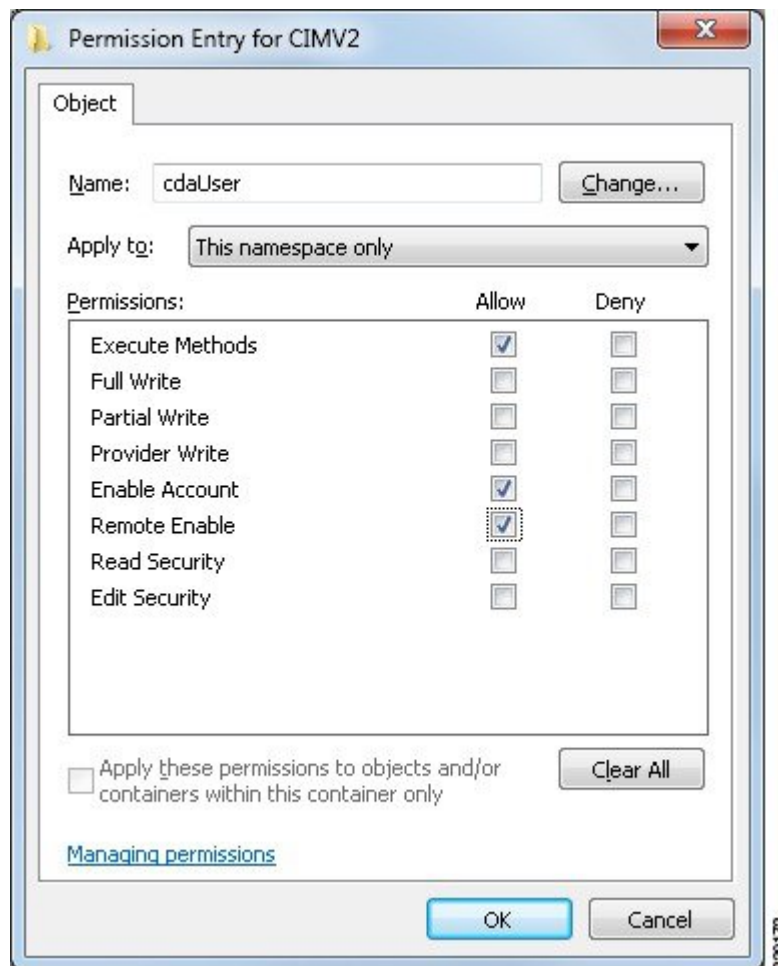 Permission Entry for CIMV2
Object
Name: cdaUser Change...
Apply to: This namespace only
Permissions: Allow Deny
Execute Methods
Full Write
Partial Write
Provider Write
Enable Account
Remote Enable
Read Security
Edit Security
Apply these permissions to objects and/or
containers within this container only
Clear All
Managing permissions
OK Cancel